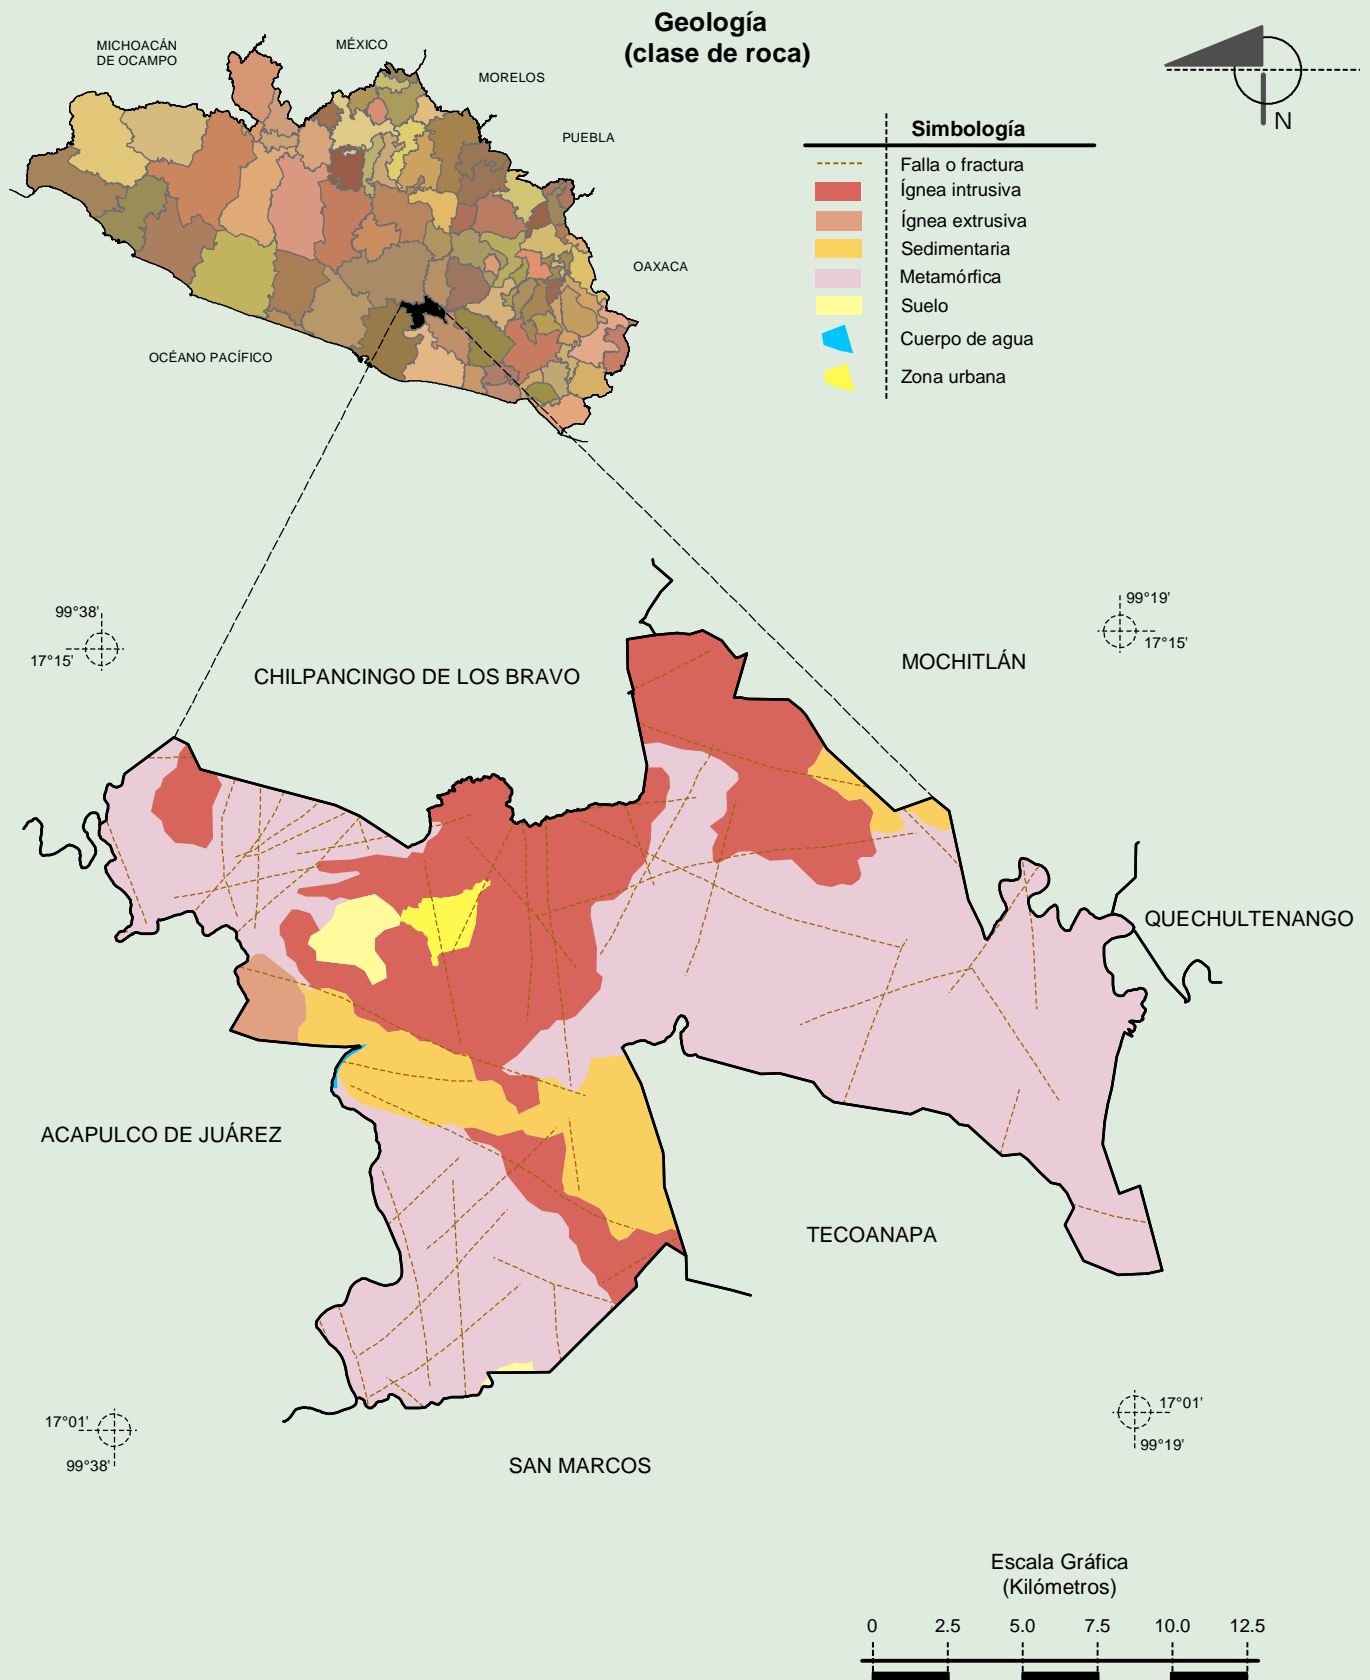 Geología
(clase de roca)
MICHOACÁN
DE OCAMPO
MÉXICO
MORELOS
PUEBLA
OAXACA
OCÉANO PACÍFICO
N
Simbología
Falla o fractura
Ígnea intrusiva
Ígnea extrusiva
Sedimentaria
Metamórfica
Suelo
Cuerpo de agua
Zona urbana
99°38'
17°15'
99°19'
17°15'
CHILPANCINGO DE LOS BRAVO
MOCHITLÁN
QUECHULTENANGO
ACAPULCO DE JUÁREZ
TECOANAPA
SAN MARCOS
17°01'
99°38'
17°01'
99°19'
Escala Gráfica
(Kilómetros)
0 2.5 5.0 7.5 10.0 12.5